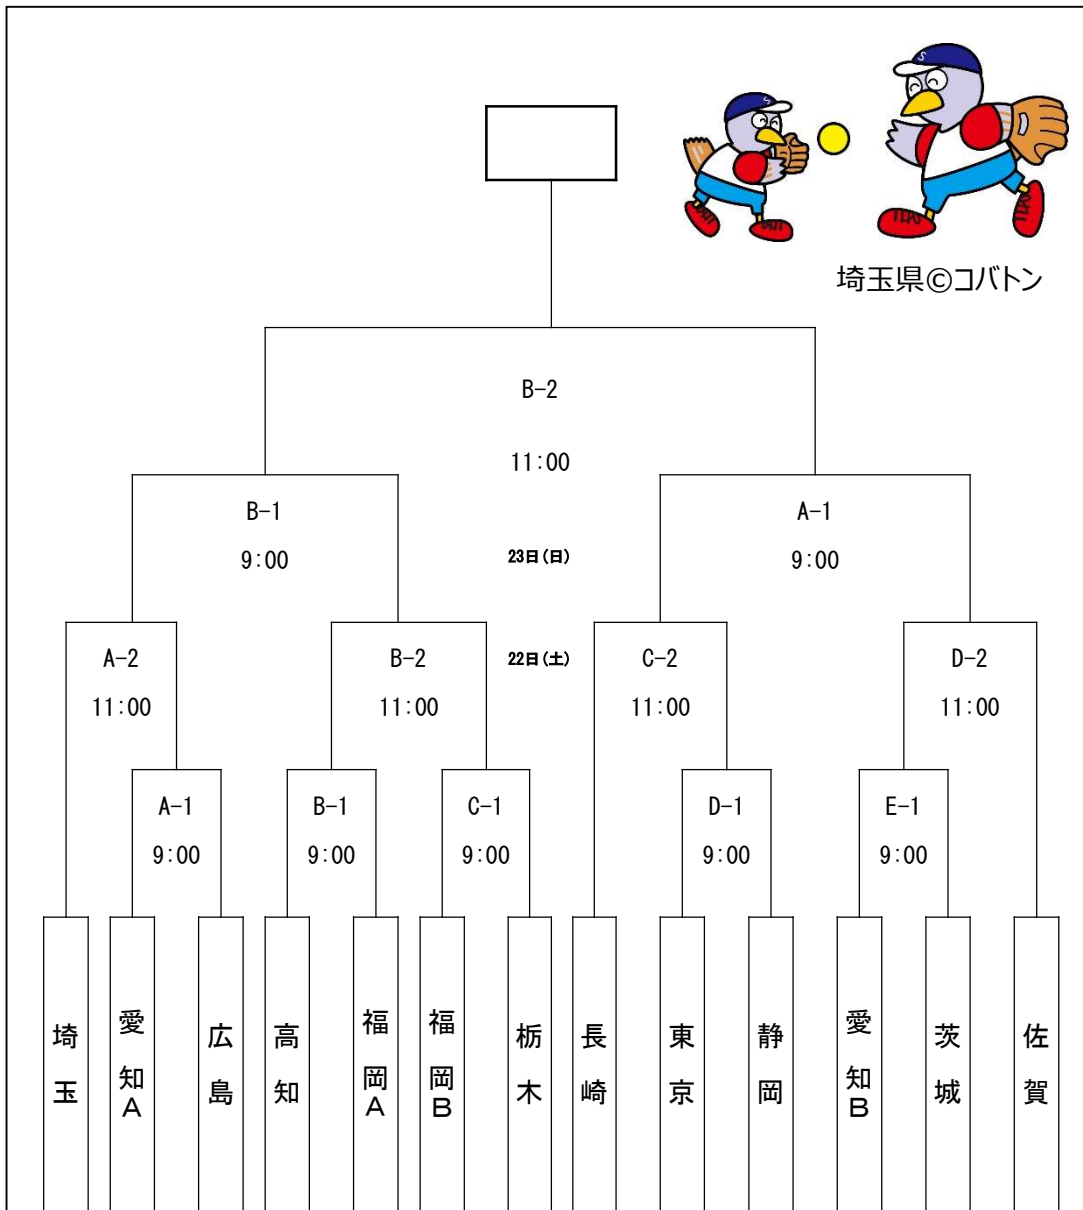 S
S
埼玉県©コバトン
B-2
11:00
B-1
A-1
9:00
23日(日)
9:00
A-2
B-2
22日(土)
C-2
D-2
11:00
11:00
11:00
11:00
A-1
B-1
C-1
D-1
E-1
9:00
9:00
9:00
9:00
9:00
埼玉
愛知A
広島
高知
福岡A
福岡B
栃木
長崎
東京
静岡
愛知B
茨城
佐賀